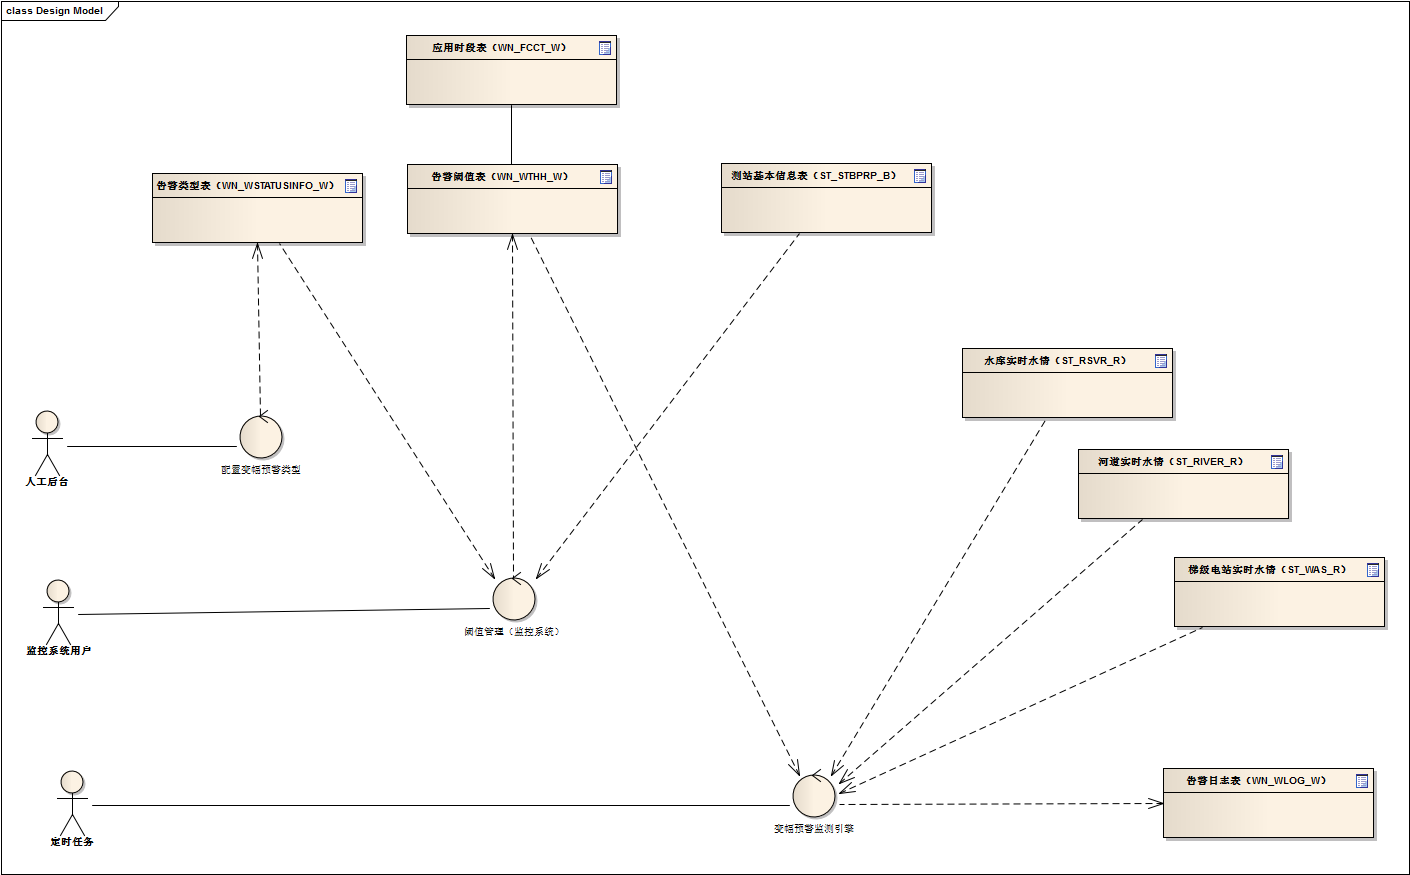 class Design Model
应用时段表（WN_FCCT_W）
告警类型表（WN_WSTATUSINFO_W）
告警阈值表（WN_WTHH_W）
测站基本信息表（ST_STBPRP_B）
水库实时水情（ST_RSVR_R）
河道实时水情（ST_RIVER_R）
配置变幅预警类型
人工后台
梯级电站实时水情（ST_WAS_R）
阈值管理（监控系统）
监控系统用户
告警日志表（WN_WLOG_W）
变幅预警监测引擎
定时任务